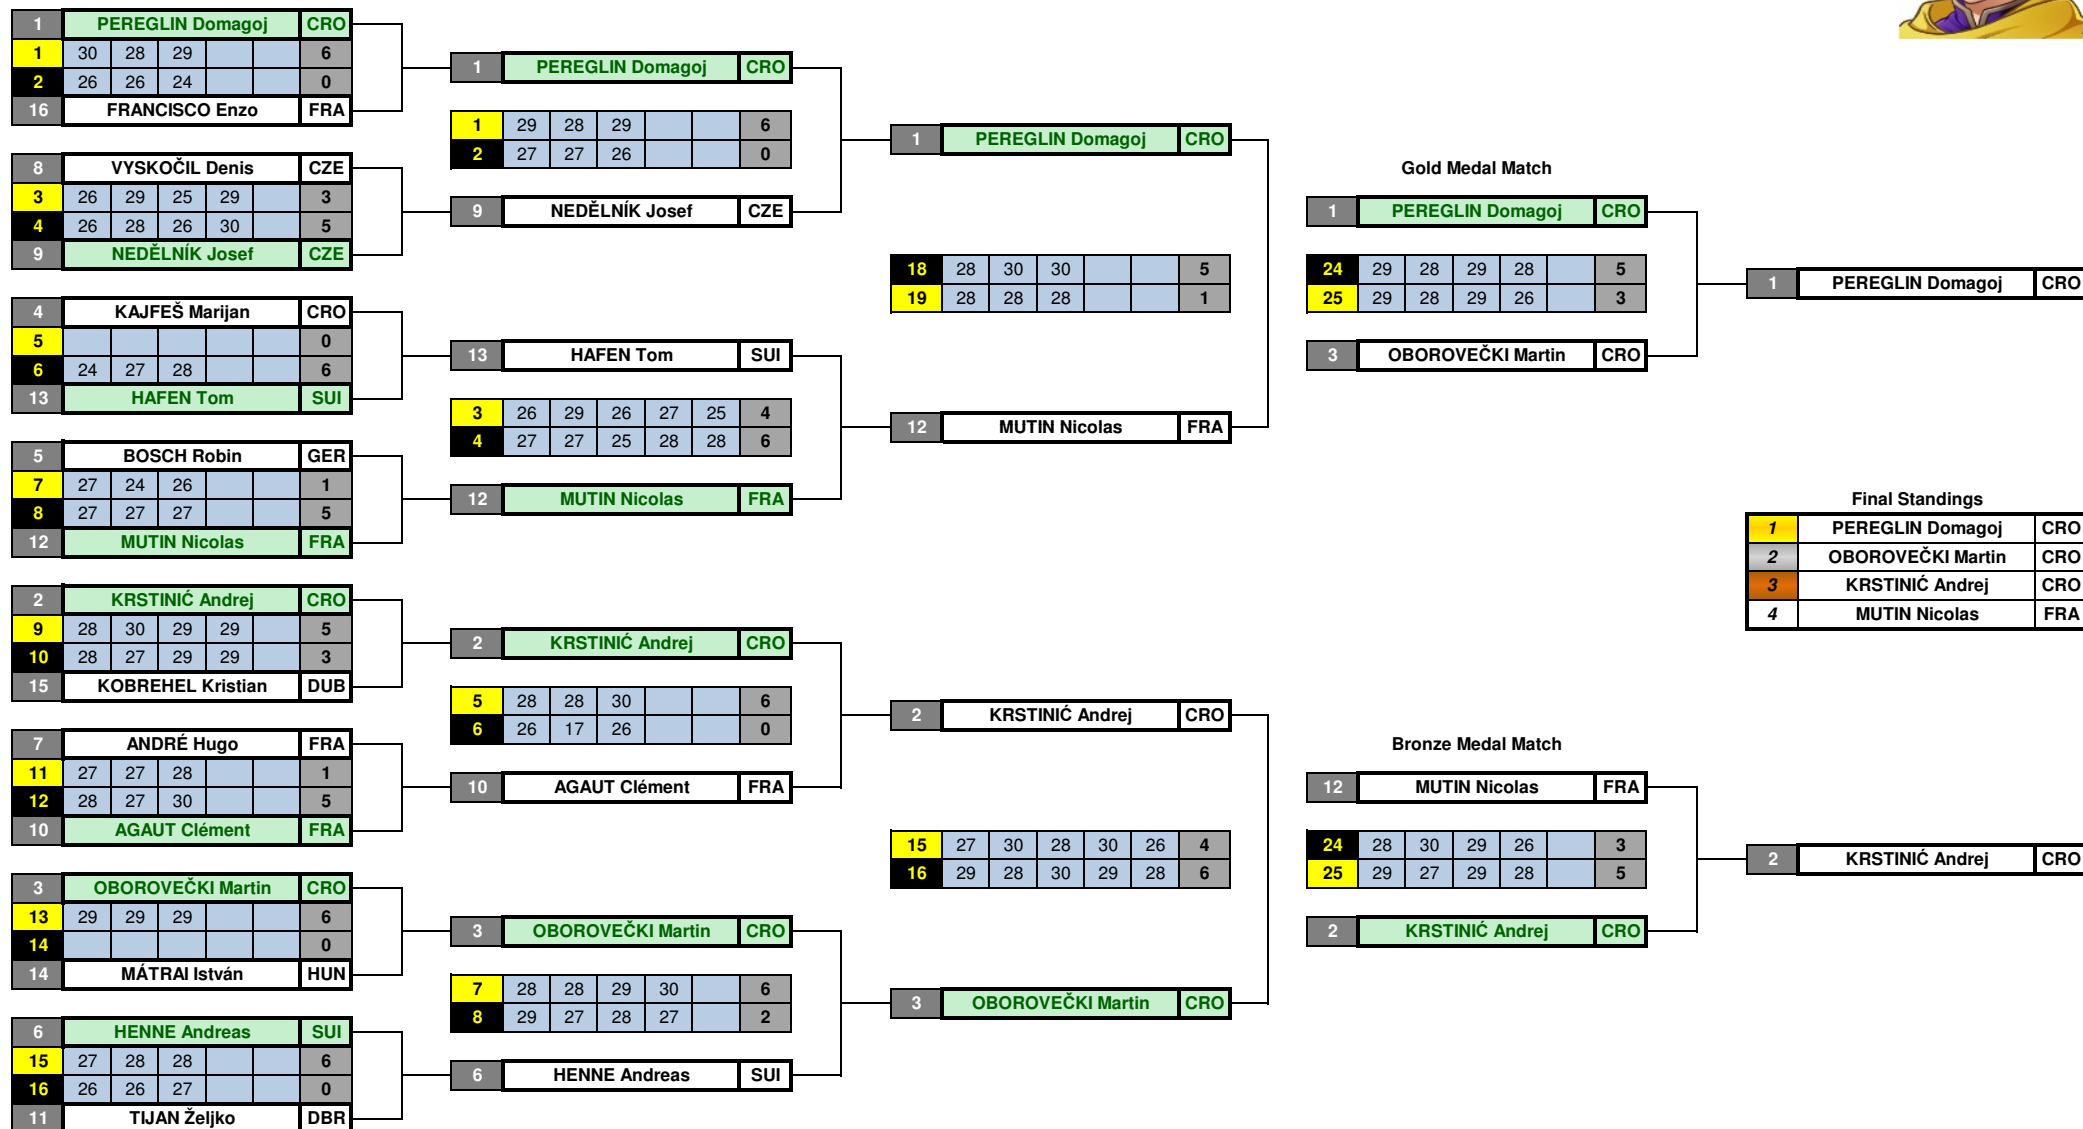 1 PEREGLIN Domagoj CRO
1 30 28 29 6
2 26 26 24 0
16 FRANCISCO Enzo FRA
8 VYSKOČIL Denis CZE
3 26 29 25 29 3
4 26 28 26 30 5
9 NEDĚLNÍK Josef CZE
4 KAJFEŠ Marijan CRO
5 0
6 24 27 28 6
13 HAFEN Tom SUI
5 BOSCH Robin GER
7 27 24 26 1
8 27 27 27 5
12 MUTIN Nicolas FRA
2 KRSTINIĆ Andrej CRO
9 28 30 29 29 5
10 28 27 29 29 3
15 KOBREHEL Kristian DUB
7 ANDRÉ Hugo FRA
11 27 27 28 1
12 28 27 30 5
10 AGAUT Clément FRA
3 OBOROVEČKI Martin CRO
13 29 29 29 6
14 0
14 MÁTRAI István HUN
6 HENNE Andreas SUI
15 27 28 28 6
16 26 26 27 0
11 TIJAN Željko DBR
1 PEREGLIN Domagoj CRO
1 29 28 29 6
2 27 27 26 0
9 NEDĚLNÍK Josef CZE
13 HAFEN Tom SUI
3 26 29 26 27 25 4
4 27 27 25 28 28 6
12 MUTIN Nicolas FRA
2 KRSTINIĆ Andrej CRO
5 28 28 30 6
6 26 17 26 0
10 AGAUT Clément FRA
3 OBOROVEČKI Martin CRO
7 28 28 29 30 6
8 29 27 28 27 2
6 HENNE Andreas SUI
1 PEREGLIN Domagoj CRO
18 28 30 30 5
19 28 28 28 1
12 MUTIN Nicolas FRA
2 KRSTINIĆ Andrej CRO
15 27 30 28 30 26 4
16 29 28 30 29 28 6
3 OBOROVEČKI Martin CRO
Gold Medal Match
1 PEREGLIN Domagoj CRO
24 29 28 29 28 5
25 29 28 29 26 3
3 OBOROVEČKI Martin CRO
Bronze Medal Match
12 MUTIN Nicolas FRA
24 28 30 29 26 3
25 29 27 29 28 5
2 KRSTINIĆ Andrej CRO
1 PEREGLIN Domagoj CRO
Final Standings
1 PEREGLIN Domagoj CRO
2 OBOROVEČKI Martin CRO
3 KRSTINIĆ Andrej CRO
4 MUTIN Nicolas FRA
2 KRSTINIĆ Andrej CRO